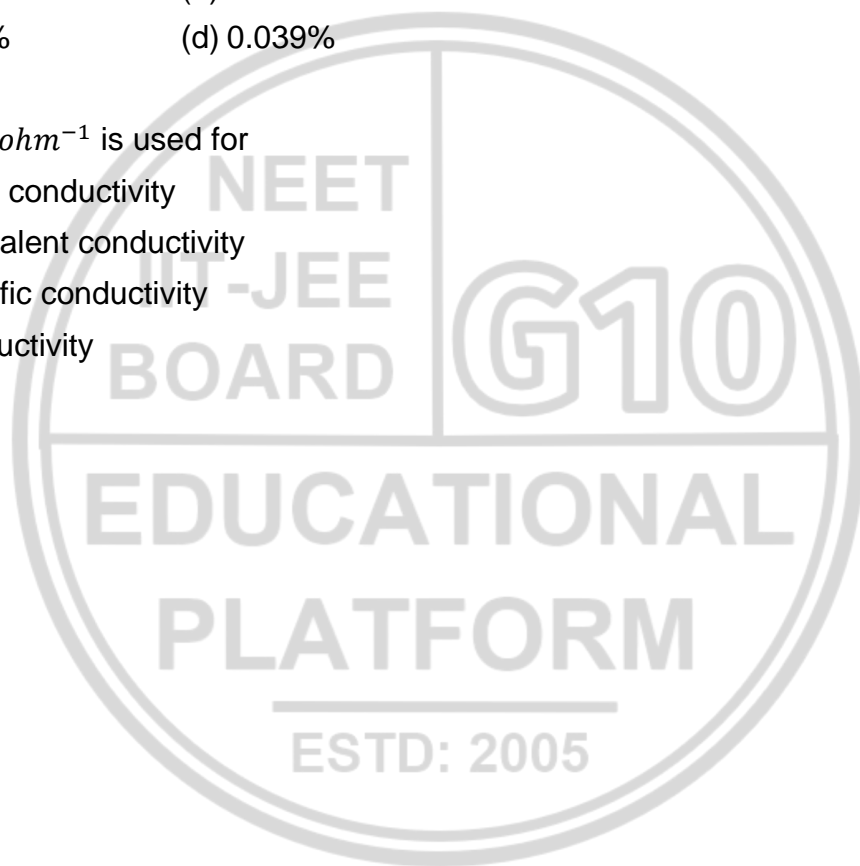 % (d) 0.039%
ohm⁻¹ is used for
conductivity
alent conductivity
fic conductivity
uctivity
NEET
IIT-JEE
BOARD
G10
EDUCATIONAL
PLATFORM
ESTD: 2005